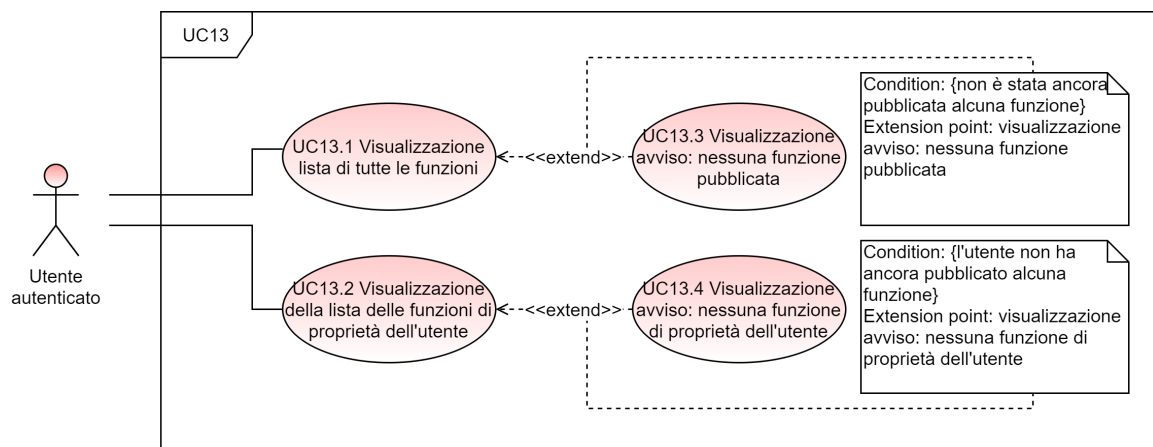 UC13
UC13.1 Visualizzazione
lista di tutte le funzioni
<<extend>>
UC13.3 Visualizzazione
avviso: nessuna funzione
pubblicata
Condition: {non è stata ancora
pubblicata alcuna funzione}
Extension point: visualizzazione
avviso: nessuna funzione
pubblicata
Utente
autenticato
UC13.2 Visualizzazione
della lista delle funzioni di
proprietà dell'utente
<<extend>>
UC13.4 Visualizzazione
avviso: nessuna funzione
di proprietà dell'utente
Condition: {l'utente non ha
ancora pubblicato alcuna
funzione}
Extension point: visualizzazione
avviso: nessuna funzione di
proprietà dell'utente